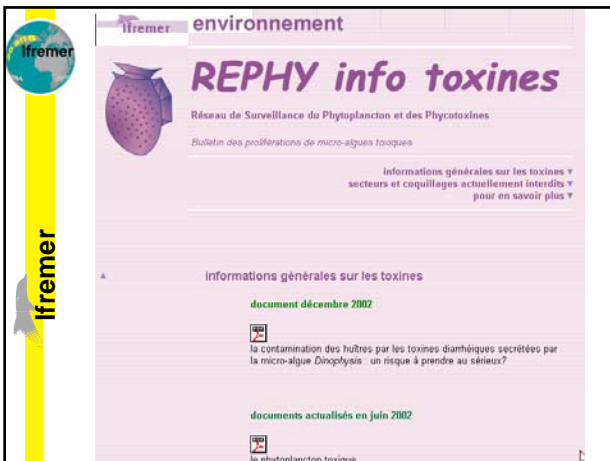 Ifremer
Ifremer
Ifremer
environnement
REPHY info toxines
Réseau de Surveillance du Phytoplancton et des Phycotoxines
Bulletin des proliférations de micro-algues toxiques
informations générales sur les toxines
secteurs et coquillages actuellement interdits
pour en savoir plus
informations générales sur les toxines
document décembre 2002
la contamination des huîtres par les toxines diarrhéiques secrétées par
la micro-algue Dinophysis : un risque à prendre au sérieux?
documents actualisés en juin 2002
le phytoplancton toxique